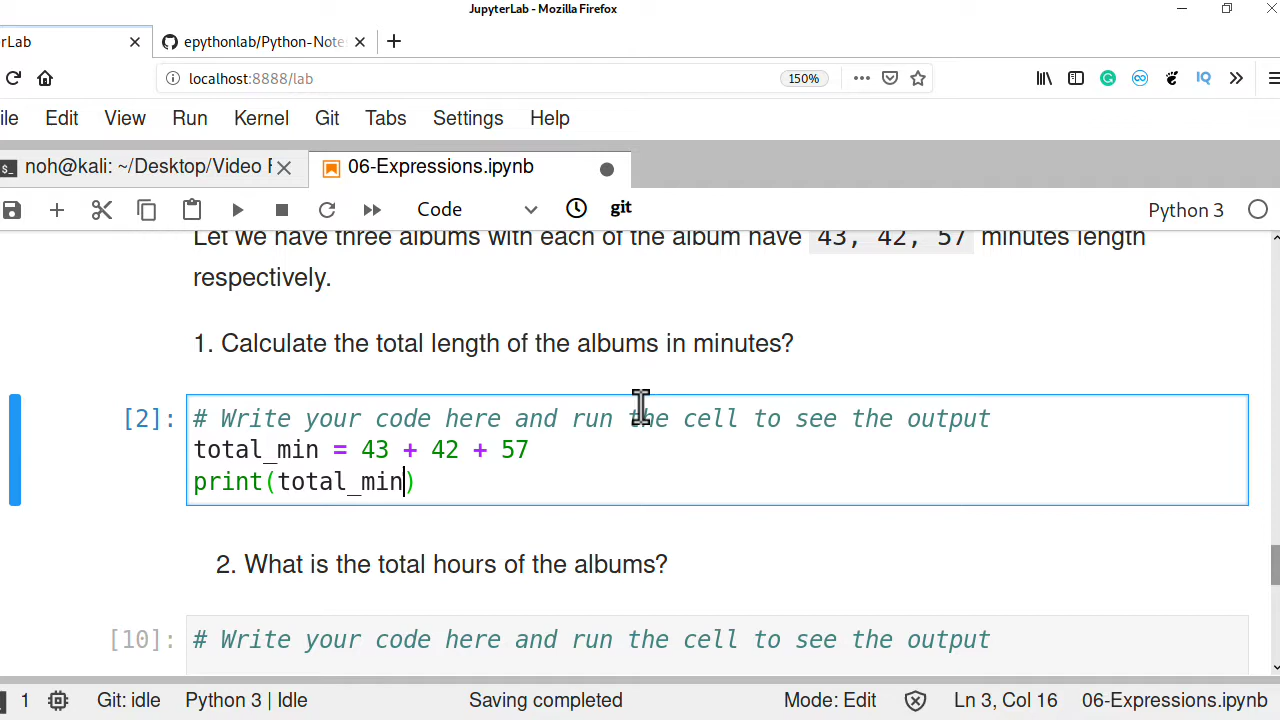 JupyterLab - Mozilla Firefox
rLab
epythonlab/Python-Note
localhost:8888/lab
150%
IQ
ile Edit View Run Kernel Git Tabs Settings Help
$_ noh@kali: ~/Desktop/Video F
06-Expressions.ipynb
Code
git
Python 3
Let we have three albums with each of the album have 43, 42, 57 minutes length
respectively.
1. Calculate the total length of the albums in minutes?
[2]: # Write your code here and run the cell to see the output
total_min = 43 + 42 + 57
print(total_min)
2. What is the total hours of the albums?
[10]: # Write your code here and run the cell to see the output
1 Git: idle Python 3 | Idle Saving completed Mode: Edit Ln 3, Col 16 06-Expressions.ipynb